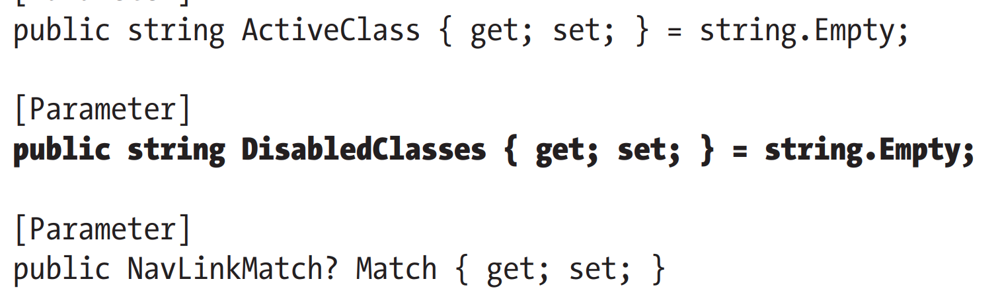 public string ActiveClass { get; set; } = string.Empty;
[Parameter]
public string DisabledClasses { get; set; } = string.Empty;
[Parameter]
public NavLinkMatch? Match { get; set; }